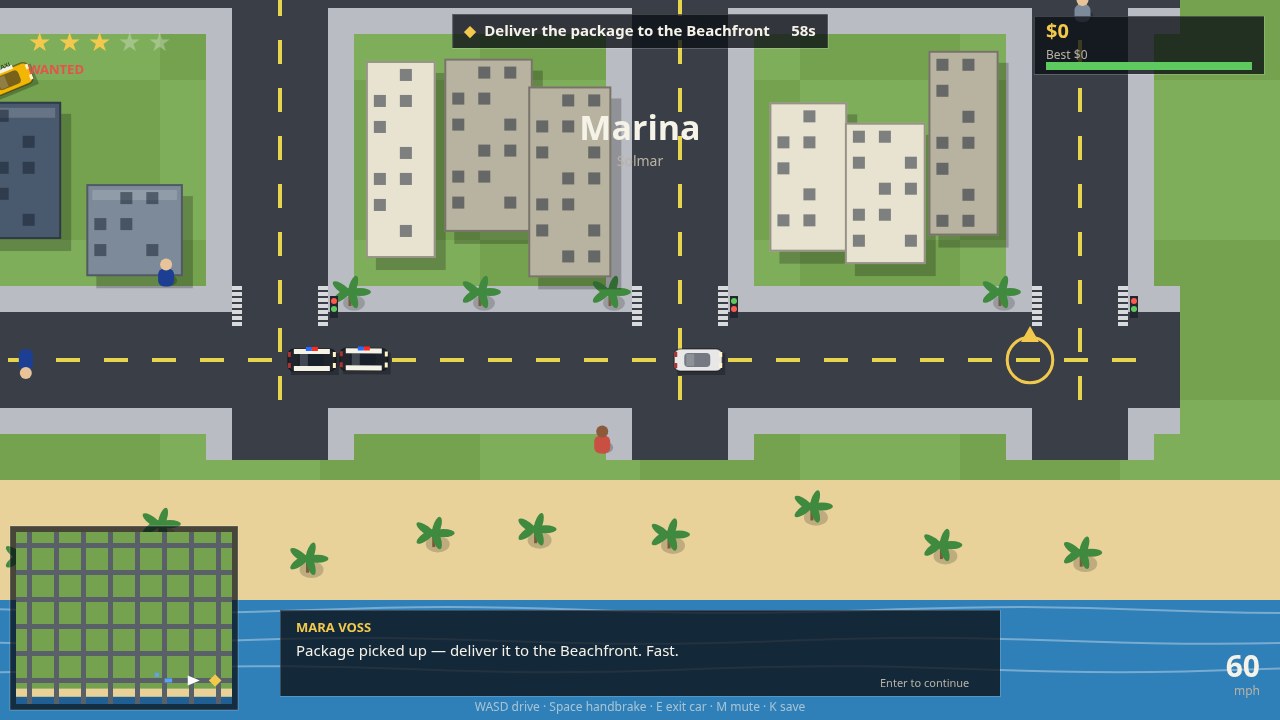 ◆ Deliver the package to the Beachfront 58s
$0
Best $0
WANTED
Marina
Solmar
MARA VOSS
Package picked up — deliver it to the Beachfront. Fast.
Enter to continue
60
mph
WASD drive · Space handbrake · E exit car · M mute · K save